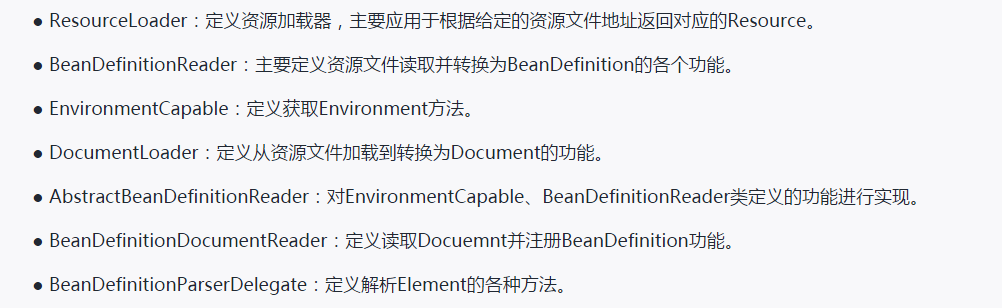 ● ResourceLoader：定义资源加载器，主要应用于根据给定的资源文件地址返回对应的Resource。
● BeanDefinitionReader：主要定义资源文件读取并转换为BeanDefinition的各个功能。
● EnvironmentCapable：定义获取Environment方法。
● DocumentLoader：定义从资源文件加载到转换为Document的功能。
● AbstractBeanDefinitionReader：对EnvironmentCapable、BeanDefinitionReader类定义的功能进行实现。
● BeanDefinitionDocumentReader：定义读取Docuemnt并注册BeanDefinition功能。
● BeanDefinitionParserDelegate：定义解析Element的各种方法。